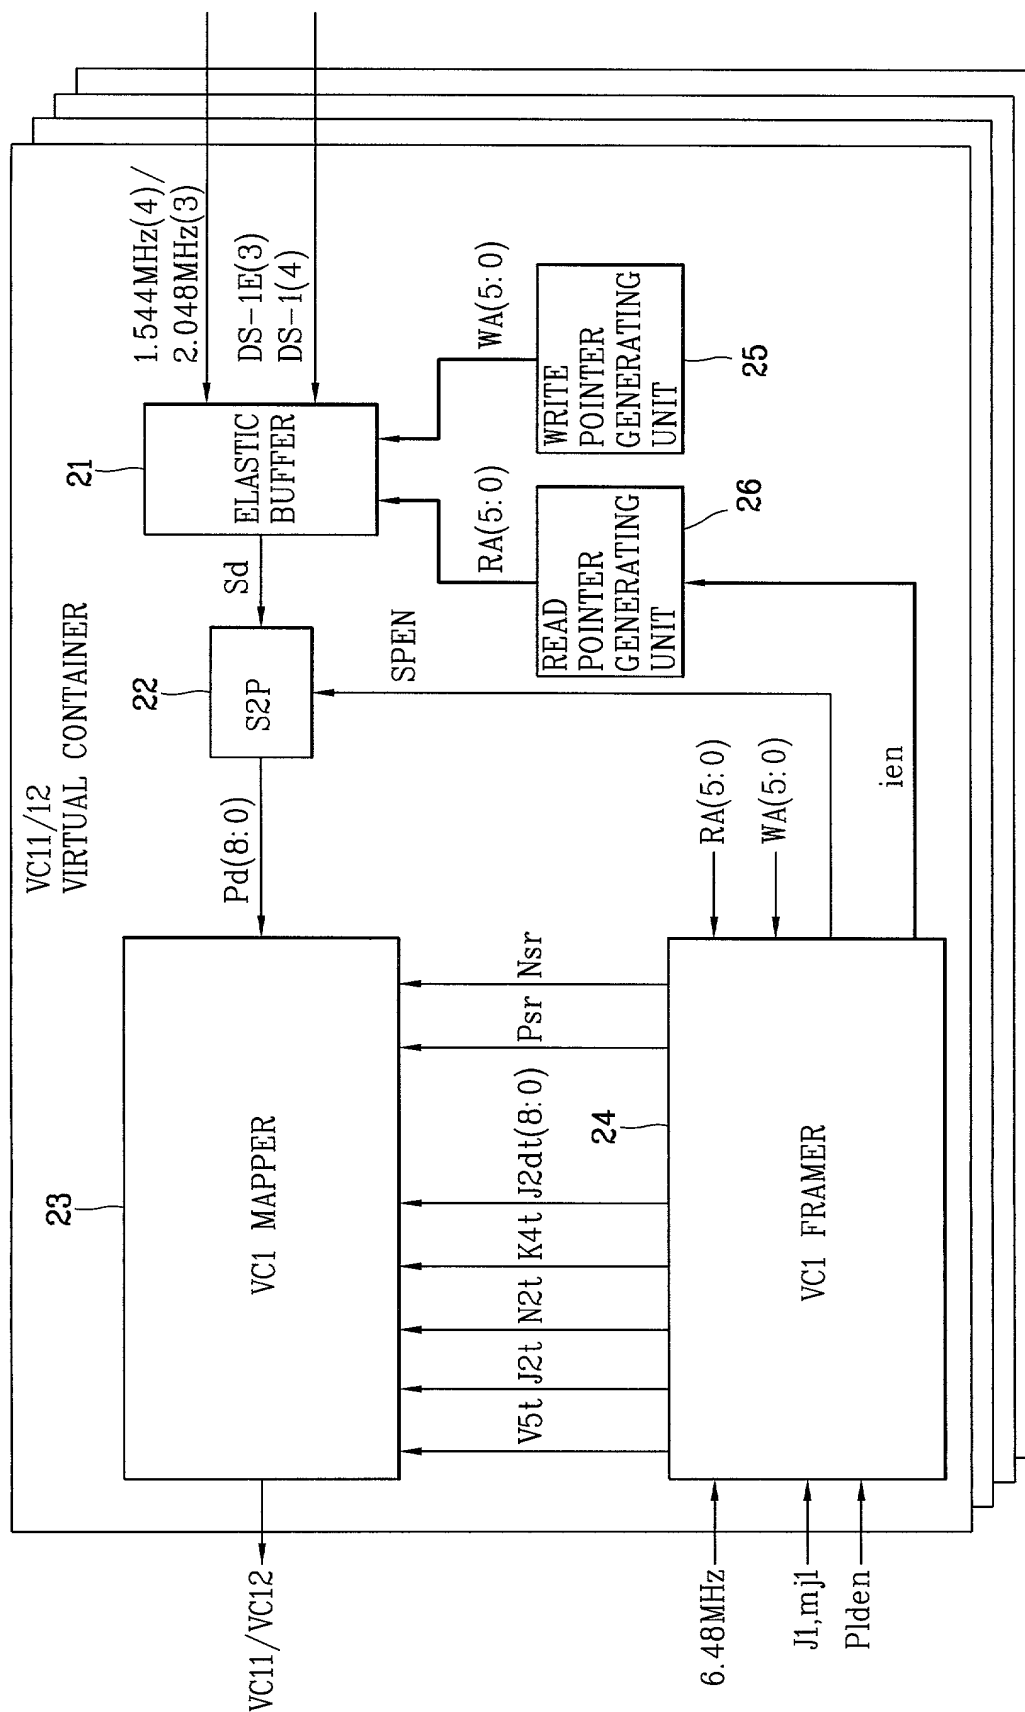 VC11/12
VIRTUAL CONTAINER
1.544MHz(4)/
2.048MHz(3)
DS-1E(3)
DS-1(4)
21
ELASTIC
BUFFER
Sd
22
S2P
Pd(8:0)
23
VC1 MAPPER
VC11/VC12
WA(5:0)
WRITE
POINTER
GENERATING
UNIT
25
RA(5:0)
READ
POINTER
GENERATING
UNIT
26
SPEN
V5t
J2t
N2t
K4t
J2dt(8:0)
Psr
Nsr
24
VC1 FRAMER
RA(5:0)
WA(5:0)
ien
6.48MHz
J1,mj1
Plden